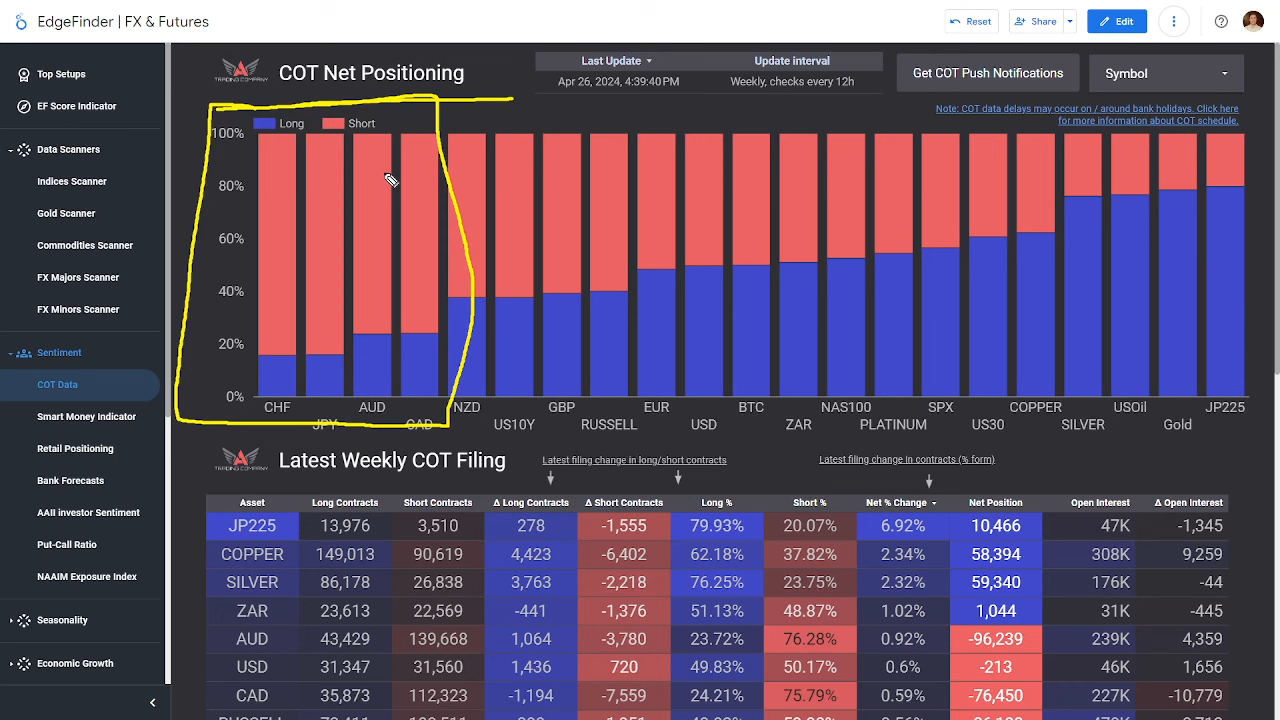 EdgeFinder | FX & Futures
Reset
Share
Edit
Top Setups
EF Score Indicator
Data Scanners
Indices Scanner
Gold Scanner
Commodities Scanner
FX Majors Scanner
FX Minors Scanner
Sentiment
COT Data
Smart Money Indicator
Retail Positioning
Bank Forecasts
AAII investor Sentiment
Put-Call Ratio
NAAIM Exposure Index
Seasonality
Economic Growth
TRADING COMPANY
COT Net Positioning
Last Update Update interval
Apr 26, 2024, 4:39:40 PM Weekly, checks every 12h
Get COT Push Notifications
Symbol
Note: COT data delays may occur on / around bank holidays. Click here
for more information about COT schedule.
Long Short
100%
80%
60%
40%
20%
0%
CHF AUD NZD GBP EUR BTC NAS100 SPX COPPER USOil JP225
JPY CAD US10Y RUSSELL USD ZAR PLATINUM US30 SILVER Gold
TRADING COMPANY
Latest Weekly COT Filing
Latest filing change in long/short contracts
Latest filing change in contracts (% form)
Asset Long Contracts Short Contracts Δ Long Contracts Δ Short Contracts Long % Short % Net % Change Net Position Open Interest Δ Open Interest
JP225 13,976 3,510 278 -1,555 79.93% 20.07% 6.92% 10,466 47K -1,345
COPPER 149,013 90,619 4,423 -6,402 62.18% 37.82% 2.34% 58,394 308K 9,259
SILVER 86,178 26,838 3,763 -2,218 76.25% 23.75% 2.32% 59,340 176K -44
ZAR 23,613 22,569 -441 -1,376 51.13% 48.87% 1.02% 1,044 31K -445
AUD 43,429 139,668 1,064 -3,780 23.72% 76.28% 0.92% -96,239 239K 4,359
USD 31,347 31,560 1,436 720 49.83% 50.17% 0.6% -213 46K 1,656
CAD 35,873 112,323 -1,194 -7,559 24.21% 75.79% 0.59% -76,450 227K -10,779
RUSSELL